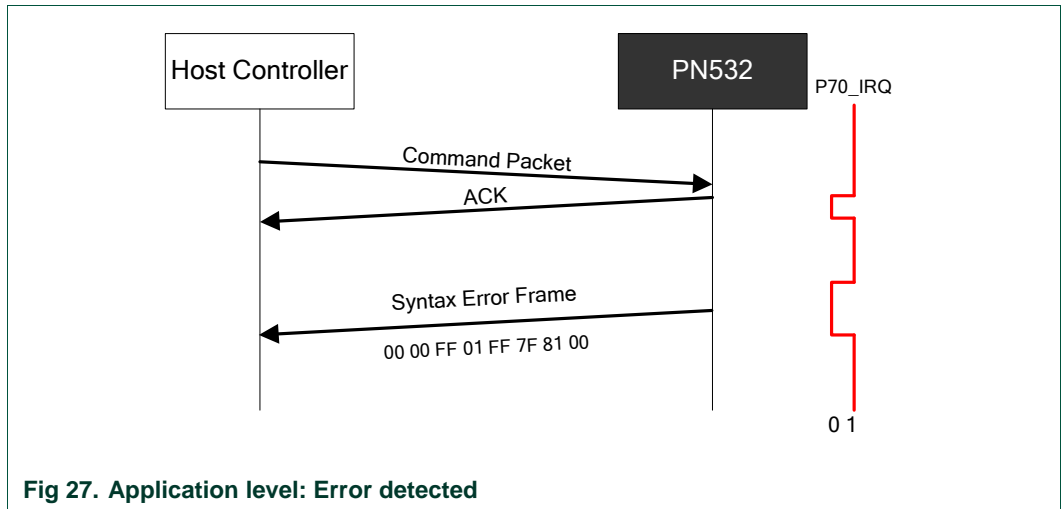 Host Controller
PN532
P70_IRQ
Command Packet
ACK
Syntax Error Frame
00 00 FF 01 FF 7F 81 00
0 1
Fig 27. Application level: Error detected